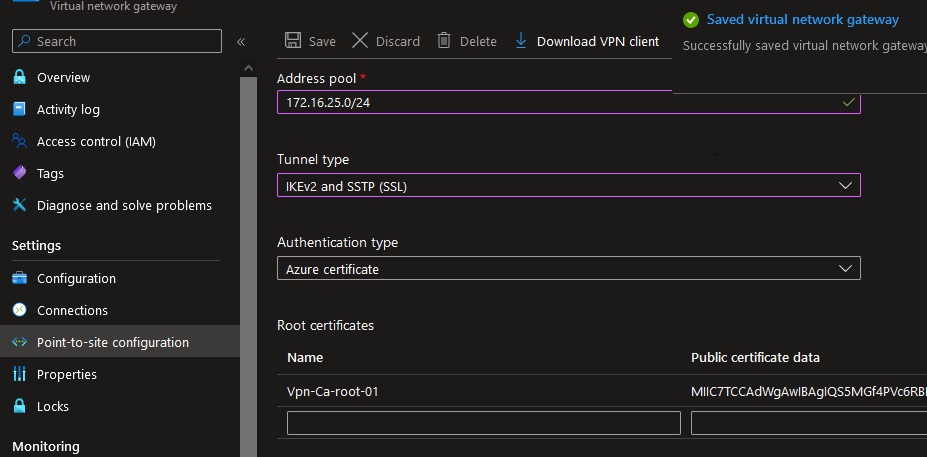 Virtual network gateway
Saved virtual network gateway
Successfully saved virtual network gateway
Search
«
Save
Discard
Delete
Download VPN client
Overview
Activity log
Access control (IAM)
Tags
Diagnose and solve problems
Settings
Configuration
Connections
Point-to-site configuration
Properties
Locks
Monitoring
Address pool *
172.16.25.0/24
Tunnel type
IKEv2 and SSTP (SSL)
Authentication type
Azure certificate
Root certificates
Name
Public certificate data
Vpn-Ca-root-01
MIIC7TCCAdWgAwIBAgIQS5MGf4PVc6RB